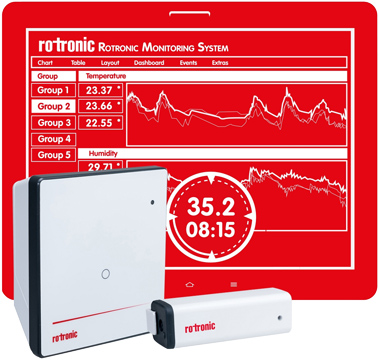 rotronic ROTRONIC MONITORING SYSTEM
Chart Table Layout Dashboard Events Extras
Group Temperature
Group 1 23.37 °
Group 2 23.66 °
Group 3 22.55 °
Group 4
Group 5 Humidity
29.71 °
35.2
08:15
rotronic
rotronic